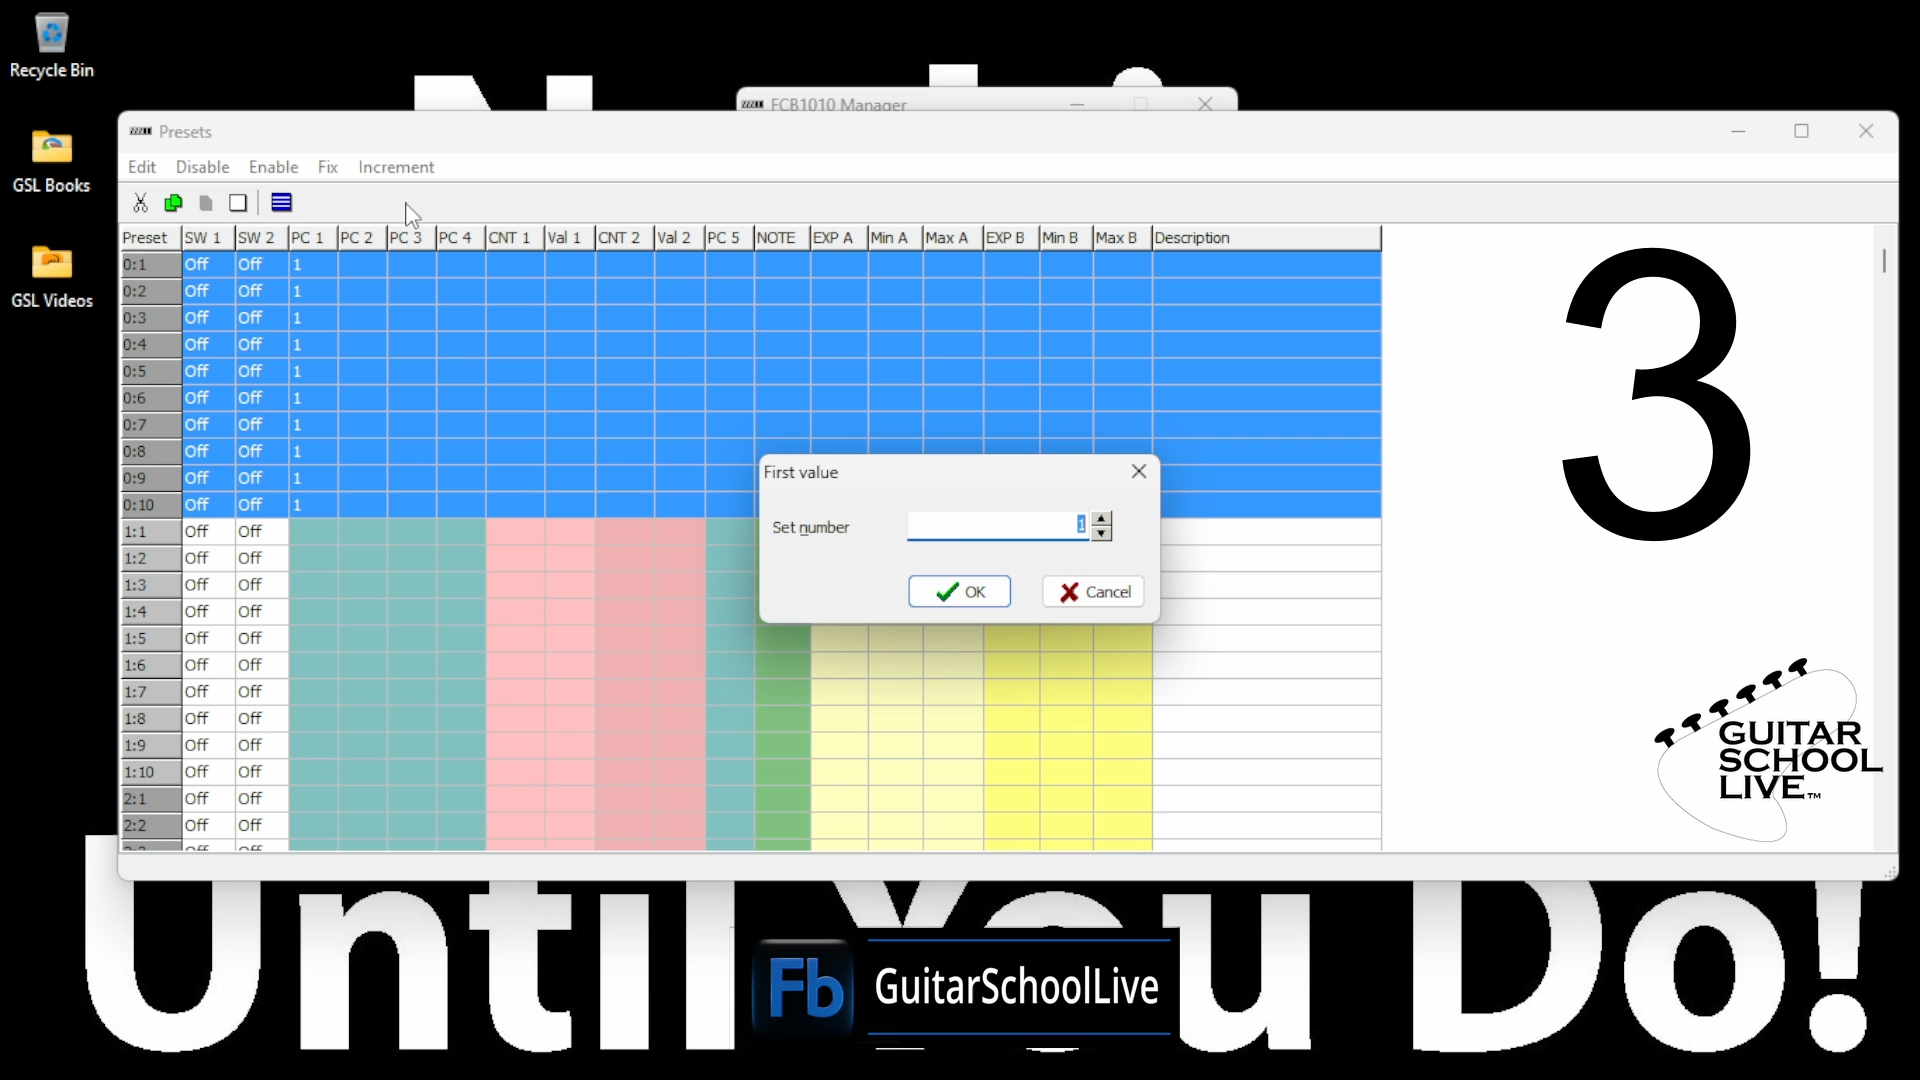 Recycle Bin
GSL Books
GSL Videos
FCB1010 Manager
Presets
Edit Disable Enable Fix Increment
Preset SW 1 SW 2 PC 1 PC 2 PC 3 PC 4 CNT 1 Val 1 CNT 2 Val 2 PC 5 NOTE EXP A Min A Max A EXP B Min B Max B Description
0:1 Off Off 1
0:2 Off Off 1
0:3 Off Off 1
0:4 Off Off 1
0:5 Off Off 1
0:6 Off Off 1
0:7 Off Off 1
0:8 Off Off 1
0:9 Off Off 1
0:10 Off Off 1
1:1 Off Off
1:2 Off Off
1:3 Off Off
1:4 Off Off
1:5 Off Off
1:6 Off Off
1:7 Off Off
1:8 Off Off
1:9 Off Off
1:10 Off Off
2:1 Off Off
2:2 Off Off
First value
Set number 1
OK Cancel
3
GUITAR
SCHOOL
LIVE™
Until You Do!
Fb GuitarSchoolLive